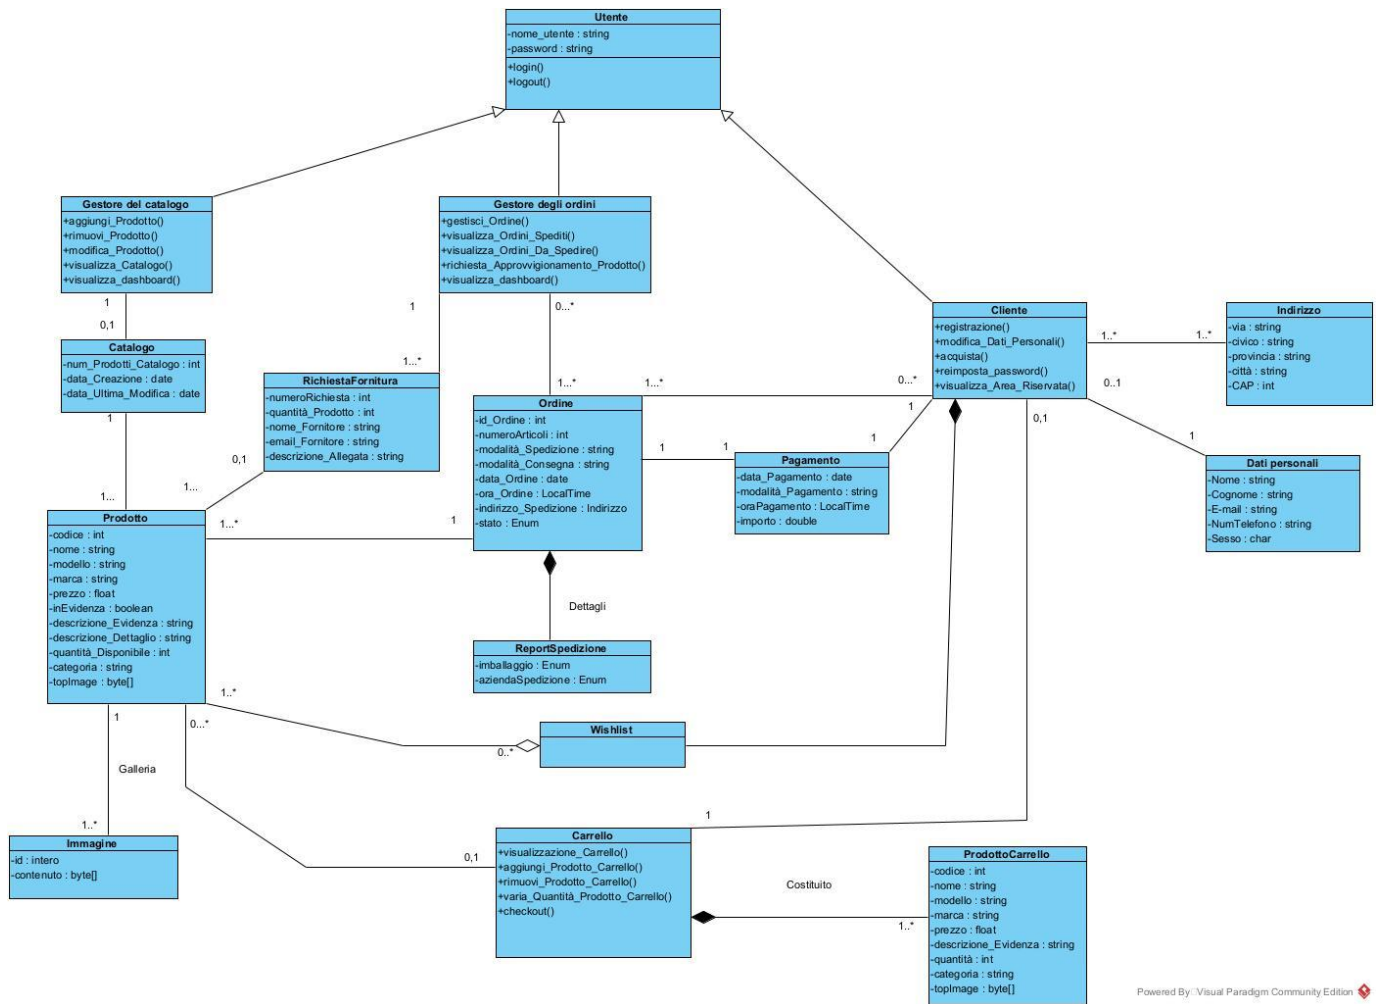 Utente
-nome_utente : string
-password : string
+login()
+logout()
Gestore del catalogo
+aggiungi_Prodotto()
+rimuovi_Prodotto()
+modifica_Prodotto()
+visualizza_Catalogo()
+visualizza_dashboard()
Gestore degli ordini
+gestisci_Ordine()
+visualizza_Ordini_Spediti()
+visualizza_Ordini_Da_Spedire()
+richiesta_Approvvigionamento_Prodotto()
+visualizza_dashboard()
1
0,1
1
1...*
0...*
1...*
Cliente
+registrazione()
+modifica_Dati_Personali()
+acquista()
+reimposta_password()
+visualizza_Area_Riservata()
1..*
1..*
Indirizzo
-via : string
-civico : string
-provincia : string
-città : string
-CAP : int
Catalogo
-num_Prodotti_Catalogo : int
-data_Creazione : date
-data_Ultima_Modifica : date
1
1...
RichiestaFornitura
-numeroRichiesta : int
-quantità_Prodotto : int
-nome_Fornitore : string
-email_Fornitore : string
-descrizione_Allegata : string
0,1
1...
Ordine
-id_Ordine : int
-numeroArticoli : int
-modalità_Spedizione : string
-modalità_Consegna : string
-data_Ordine : date
-ora_Ordine : LocalTime
-indirizzo_Spedizione : Indirizzo
-stato : Enum
1...*
0...*
1
1
1
1
Pagamento
-data_Pagamento : date
-modalità_Pagamento : string
-oraPagamento : LocalTime
-importo : double
0,1
0..1
1
Dati personali
-Nome : string
-Cognome : string
-E-mail : string
-NumTelefono : string
-Sesso : char
Prodotto
-codice : int
-nome : string
-modello : string
-marca : string
-prezzo : float
-inEvidenza : boolean
-descrizione_Evidenza : string
-descrizione_Dettaglio : string
-quantità_Disponibile : int
-categoria : string
-topImage : byte[]
1...*
1
Dettagli
ReportSpedizione
-imballaggio : Enum
-aziendaSpedizione : Enum
1..*
0..*
Wishlist
1
Galleria
1..*
0...*
0,1
Immagine
-id : intero
-contenuto : byte[]
1
Carrello
+visualizzazione_Carrello()
+aggiungi_Prodotto_Carrello()
+rimuovi_Prodotto_Carrello()
+varia_Quantità_Prodotto_Carrello()
+checkout()
Costituito
1..*
ProdottoCarrello
-codice : int
-nome : string
-modello : string
-marca : string
-prezzo : float
-descrizione_Evidenza : string
-quantità : int
-categoria : string
-topImage : byte[]
Powered By Visual Paradigm Community Edition